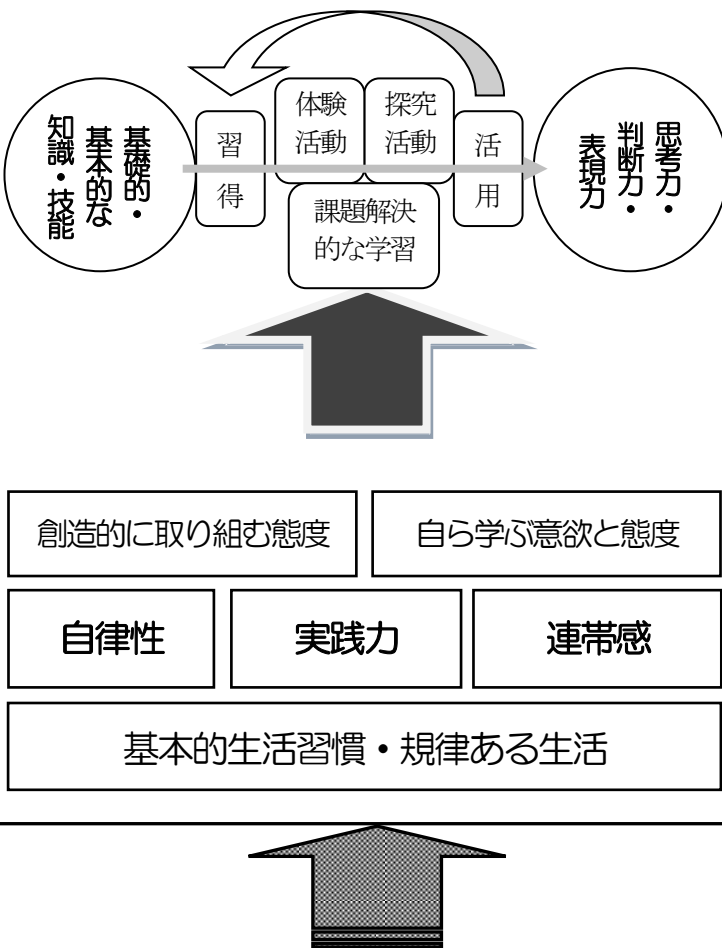 基礎的・
基本的な
知識・技能
習
得
体験
活動
探究
活動
課題解決
的な学習
活
用
思考力・
判断力・
表現力
創造的に取り組む態度
自ら学ぶ意欲と態度
自律性
実践力
連帯感
基本的生活習慣・規律ある生活